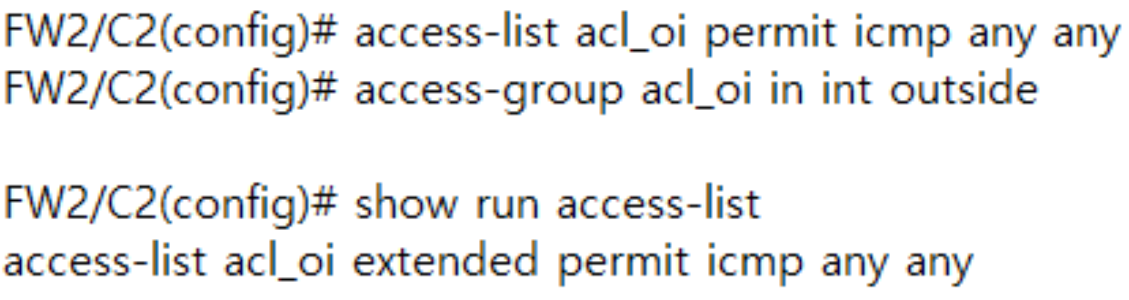 FW2/C2(config)# access-list acl_oi permit icmp any any
FW2/C2(config)# access-group acl_oi in int outside
FW2/C2(config)# show run access-list
access-list acl_oi extended permit icmp any any